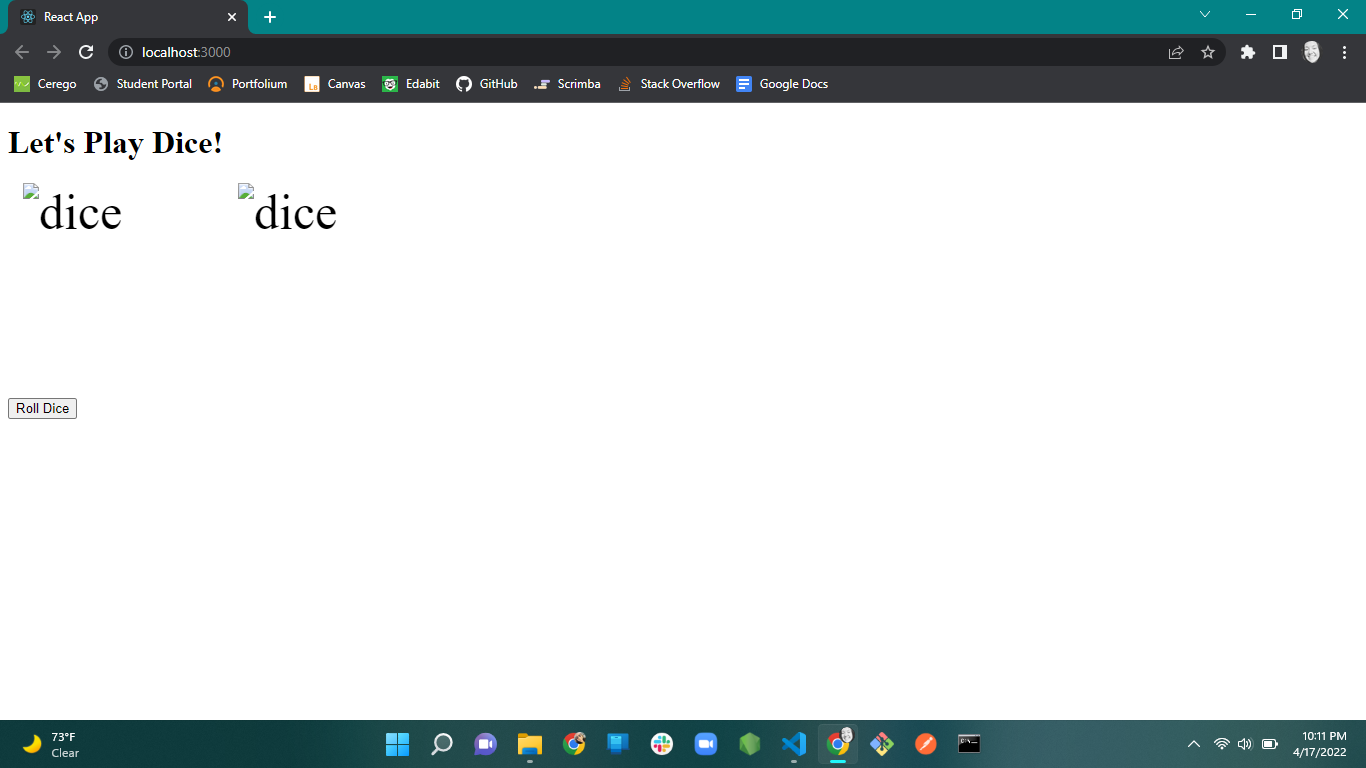 React App
localhost:3000
Cerego Student Portal Portfolium Canvas Edabit GitHub Scrimba Stack Overflow Google Docs
Let's Play Dice!
dice dice
Roll Dice
73°F
Clear
10:11 PM
4/17/2022